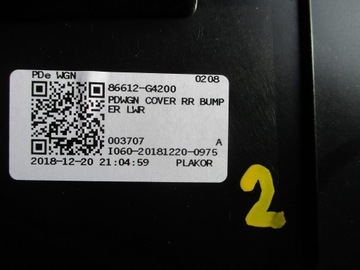 PDe WGN 0208
86612-G4200
PDWGN COVER RR BUMP
ER LWR
003707 A
I060-20181220-0975
2018-12-20 21:04:59 PLAKOR
2